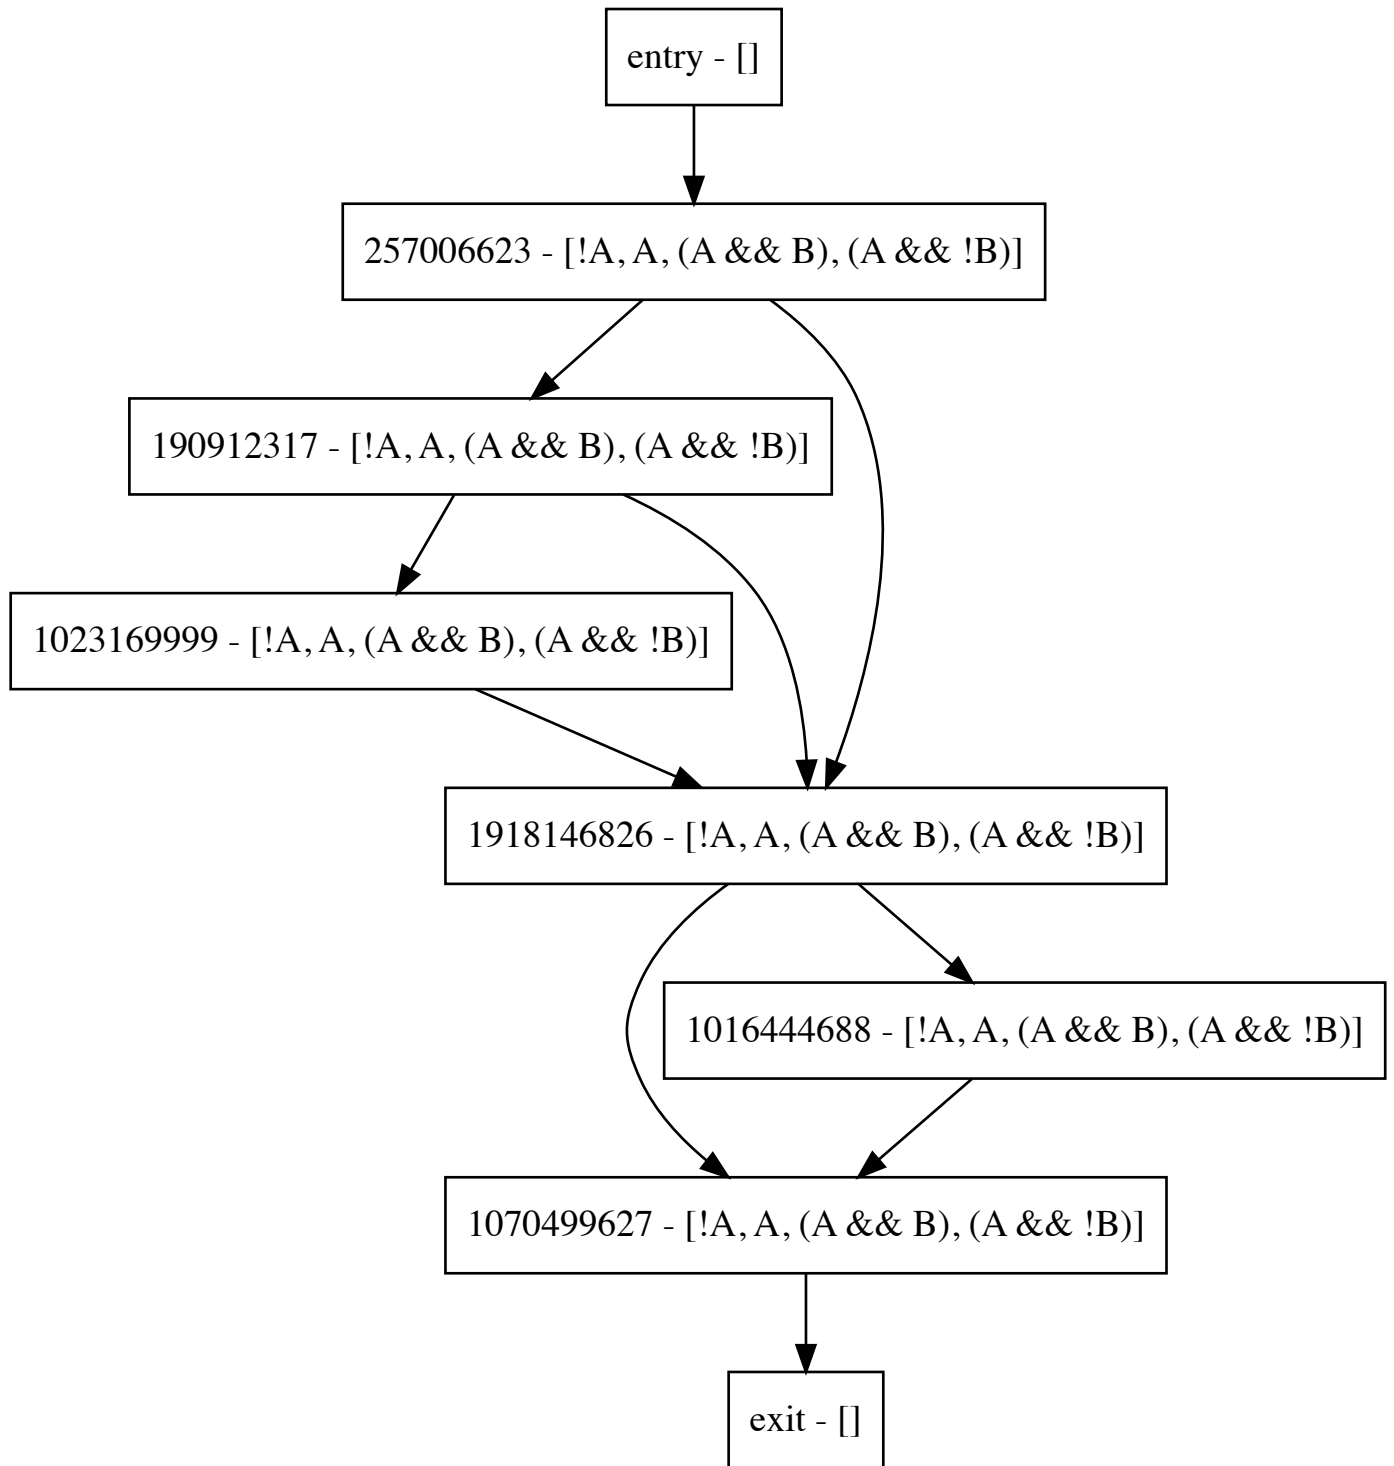 entry - []
257006623 - [!A, A, (A && B), (A && !B)]
190912317 - [!A, A, (A && B), (A && !B)]
1023169999 - [!A, A, (A && B), (A && !B)]
1918146826 - [!A, A, (A && B), (A && !B)]
1016444688 - [!A, A, (A && B), (A && !B)]
1070499627 - [!A, A, (A && B), (A && !B)]
exit - []